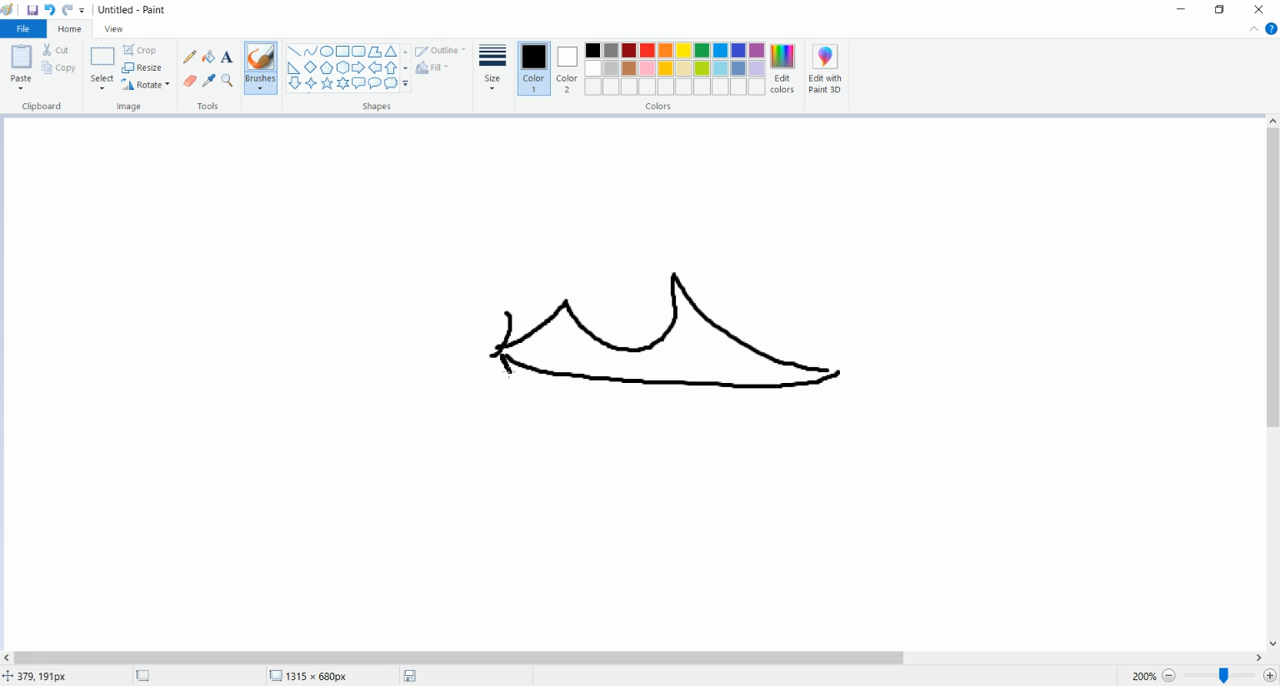 Untitled - Paint
File Home View
Paste
Cut
Copy
Clipboard
Select
Crop
Resize
Rotate
Image
Tools
Brushes
Outline
Fill
Shapes
Size
Color
1
Color
2
Edit
colors
Edit with
Paint 3D
Colors
379, 191px
1315 × 680px
200%